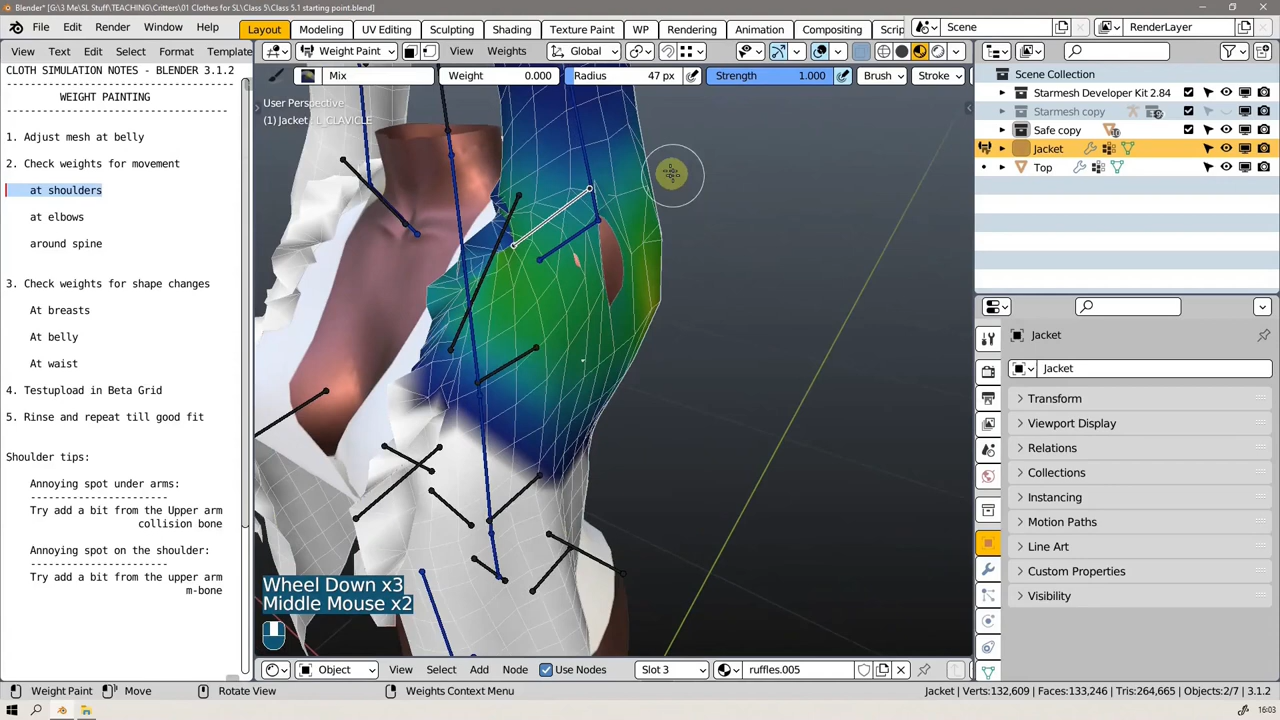 Blender* [G:\3 Me\SL Stuff\TEACHING\Critters\01 Clothes for SL\Class 5\Class 5.1 starting point.blend]
File Edit Render Window Help Layout Modeling UV Editing Sculpting Shading Texture Paint WP Rendering Animation Compositing Scrip Scene RenderLayer
View Text Edit Select Format Template Weight Paint View Weights Global
Mix Weight 0.000 Radius 47 px Strength 1.000 Brush Stroke
CLOTH SIMULATION NOTES - BLENDER 3.1.2
WEIGHT PAINTING
1. Adjust mesh at belly
2. Check weights for movement
at shoulders
at elbows
around spine
3. Check weights for shape changes
At breasts
At belly
At waist
4. Testupload in Beta Grid
5. Rinse and repeat till good fit
Shoulder tips:
Annoying spot under arms:
-----------------------
Try add a bit from the Upper arm
collision bone
Annoying spot on the shoulder:
-----------------------------
Try add a bit from the upper arm
m-bone
User Perspective
(1) Jacket : L_CLAVICLE
Wheel Down x3
Middle Mouse x2
Scene Collection
Starmesh Developer Kit 2.84
Starmesh copy
Safe copy
Jacket
Top
Jacket
Jacket
Transform
Viewport Display
Relations
Collections
Instancing
Motion Paths
Line Art
Custom Properties
Visibility
Object View Select Add Node Use Nodes Slot 3 ruffles.005
Weight Paint Move Rotate View Weights Context Menu Jacket | Verts:132,609 | Faces:133,246 | Tris:264,665 | Objects:2/7 | 3.1.2
16:03